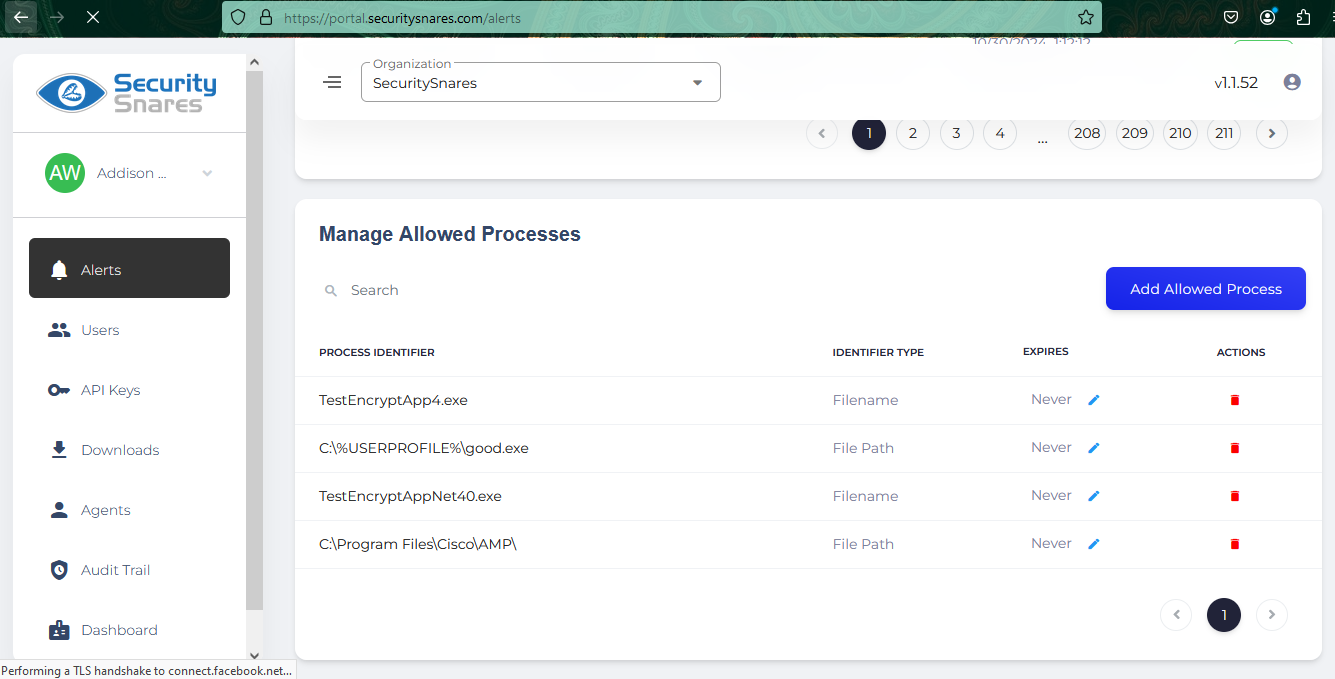 https://portal.securitysnares.com/alerts
Security
Snares
AW Addison ...
Alerts
Users
API Keys
Downloads
Agents
Audit Trail
Dashboard
10/30/2024, 1:12:12
Organization
SecuritySnares
v1.1.52
1 2 3 4 ... 208 209 210 211
Manage Allowed Processes
Search
Add Allowed Process
PROCESS IDENTIFIER IDENTIFIER TYPE EXPIRES ACTIONS
TestEncryptApp4.exe Filename Never
C:\%USERPROFILE%\good.exe File Path Never
TestEncryptAppNet40.exe Filename Never
C:\Program Files\Cisco\AMP\ File Path Never
1
Performing a TLS handshake to connect.facebook.net...